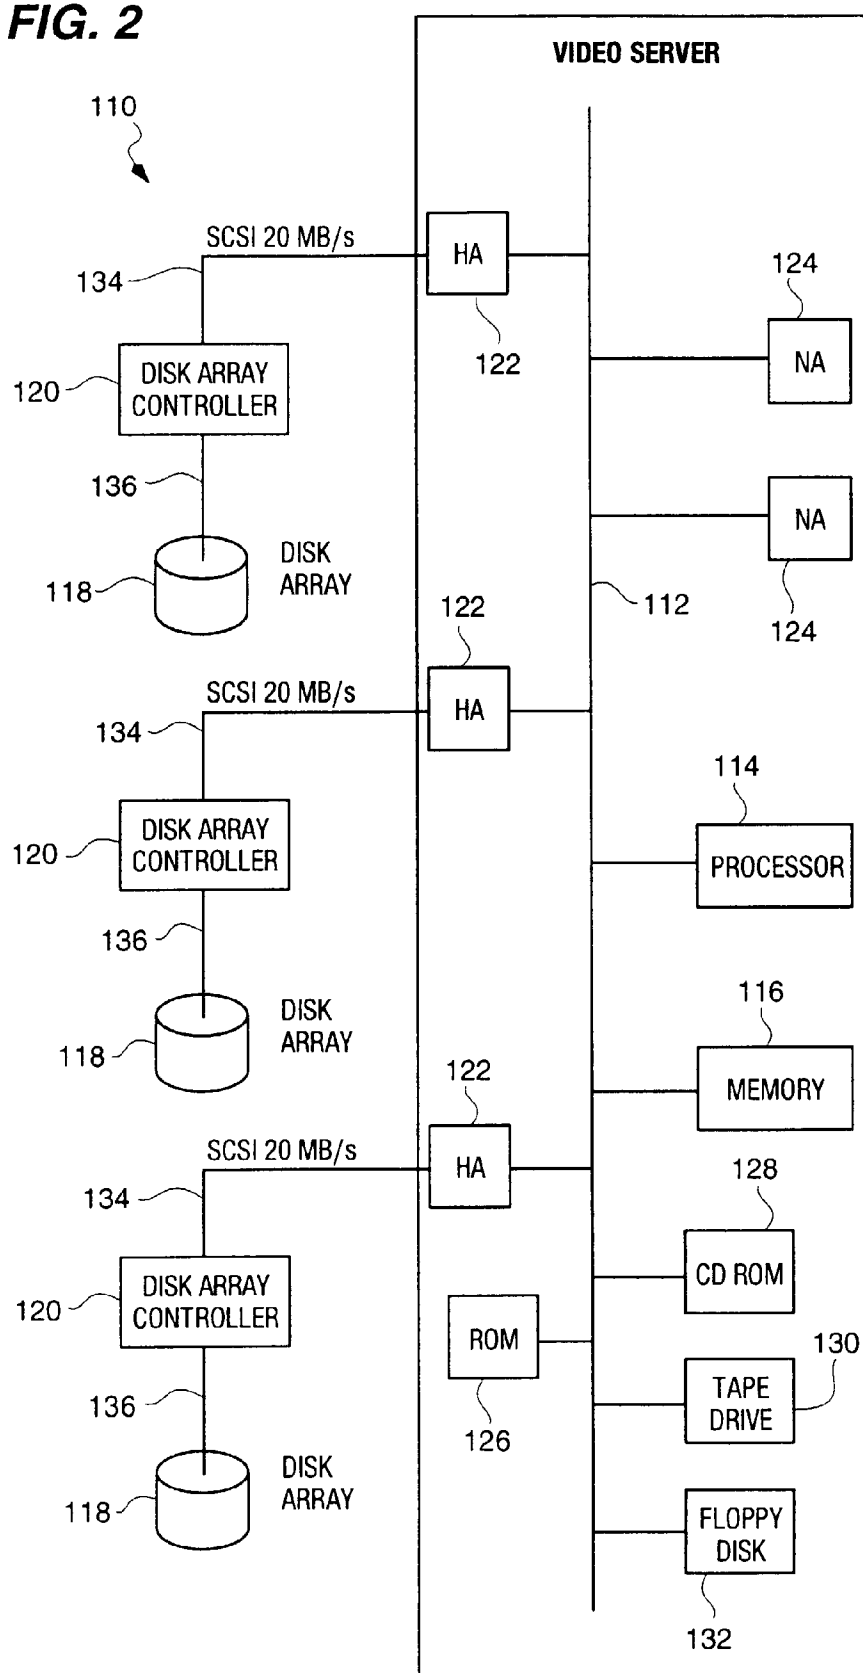 FIG. 2
VIDEO SERVER
110
SCSI 20 MB/s
HA
134
122
124
NA
120
DISK ARRAY
CONTROLLER
136
NA
124
DISK
ARRAY
118
112
122
SCSI 20 MB/s
HA
134
114
PROCESSOR
120
DISK ARRAY
CONTROLLER
136
116
MEMORY
DISK
ARRAY
118
122
SCSI 20 MB/s
HA
134
128
CD ROM
120
DISK ARRAY
CONTROLLER
ROM
126
130
TAPE
DRIVE
136
DISK
ARRAY
118
FLOPPY
DISK
132